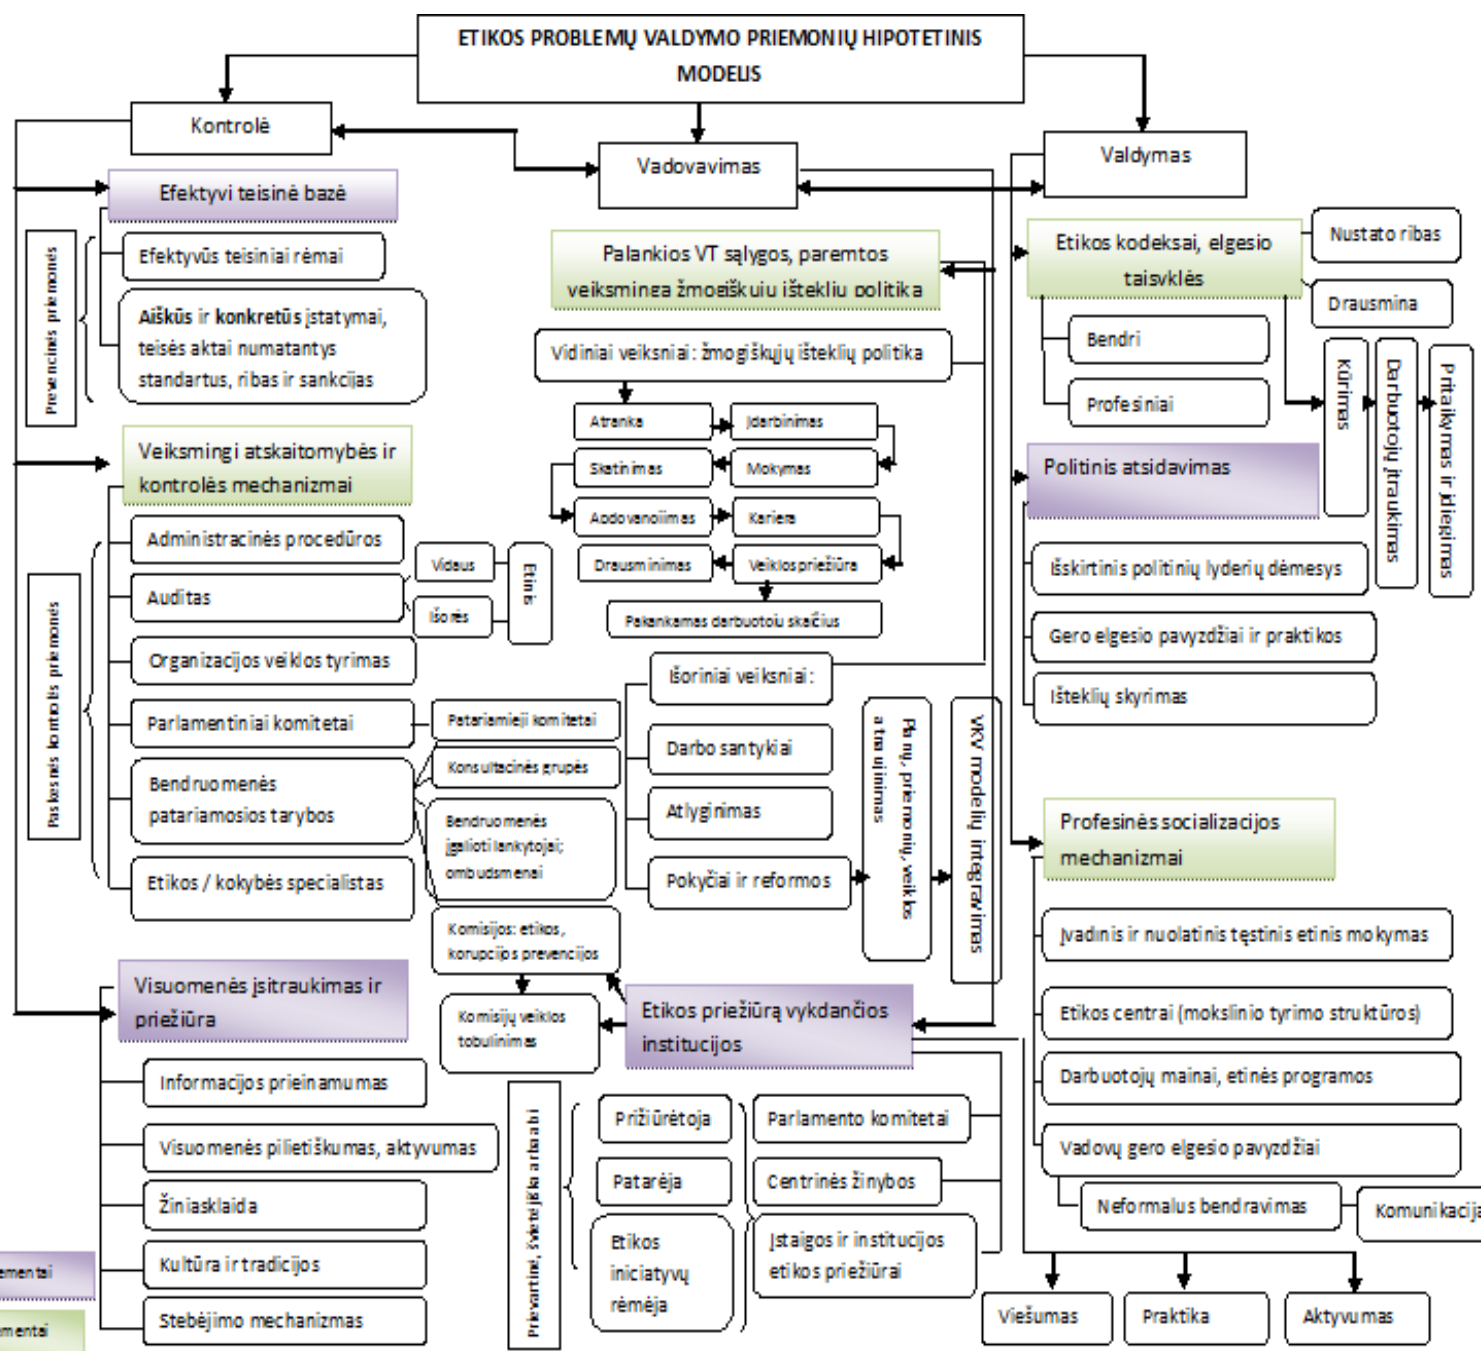 ETIKOS PROBLEMŲ VALDYMO PRIEMONIŲ HIPOTETINIS
MODELIS
Kontrolė
Vadovavimas
Valdymas
Efektyvi teisinė bazė
Prevencinės priemonės
Efektyvūs teisiniai rėmai
Aiškūs ir konkretūs įstatymai,
teisės aktai numatantys
standartus, ribas ir sankcijas
Veiksmingi atskaitomybės ir
kontrolės mechanizmai
Paskesnės kontrolės priemonės
Administracinės procedūros
Auditas
Vidaus
Išorės
Etinis
Organizacijos veiklos tyrimas
Parlamentiniai komitetai
Bendruomenės
patariamosios tarybos
Etikos / kokybės specialistas
Patariamieji komitetai
Konsultacinės grupės
Bendruomenės
įgalioti lankytojai;
ombudsmenai
Komisijos: etikos,
korupcijos prevencijos
Komisijų veiklos
tobulinimas
Visuomenės įsitraukimas ir
priežiūra
Informacijos prieinamumas
Visuomenės pilietiškumas, aktyvumas
Žiniasklaida
Kultūra ir tradicijos
Stebėjimo mechanizmas
ementai
ementai
Palankios VT sąlygos, paremtos
veiksminga žmogiškųjų išteklių politika
Vidiniai veiksniai: žmogiškųjų išteklių politika
Atranka
Įdarbinimas
Skatinimas
Mokymas
Apdovanojimas
Kariera
Drausminimas
Veiklos priežiūra
Pakankamas darbuotojų skaičius
Išoriniai veiksniai:
Darbo santykiai
Atlyginimas
Pokyčiai ir reformos
Planų, priemonių, veiklos
atnaujinimas
VKV modelių integravimas
Etikos priežiūrą vykdančios
institucijos
Prievartinė, švietėjiška arba abi
Prižiūrėtoja
Patarėja
Etikos
iniciatyvų
rėmėja
Parlamento komitetai
Centrinės žinybos
Įstaigos ir institucijos
etikos priežiūrai
Etikos kodeksai, elgesio
taisyklės
Nustato ribas
Drausmina
Bendri
Profesiniai
Kūrimas
Darbuotojų įtraukimas
Pritaikymas ir įdiegimas
Politinis atsidavimas
Išskirtinis politinių lyderių dėmesys
Gero elgesio pavyzdžiai ir praktikos
Išteklių skyrimas
Profesinės socializacijos
mechanizmai
Įvadinis ir nuolatinis tęstinis etinis mokymas
Etikos centrai (mokslinio tyrimo struktūros)
Darbuotojų mainai, etinės programos
Vadovų gero elgesio pavyzdžiai
Neformalus bendravimas
Komunikacija
Viešumas
Praktika
Aktyvumas